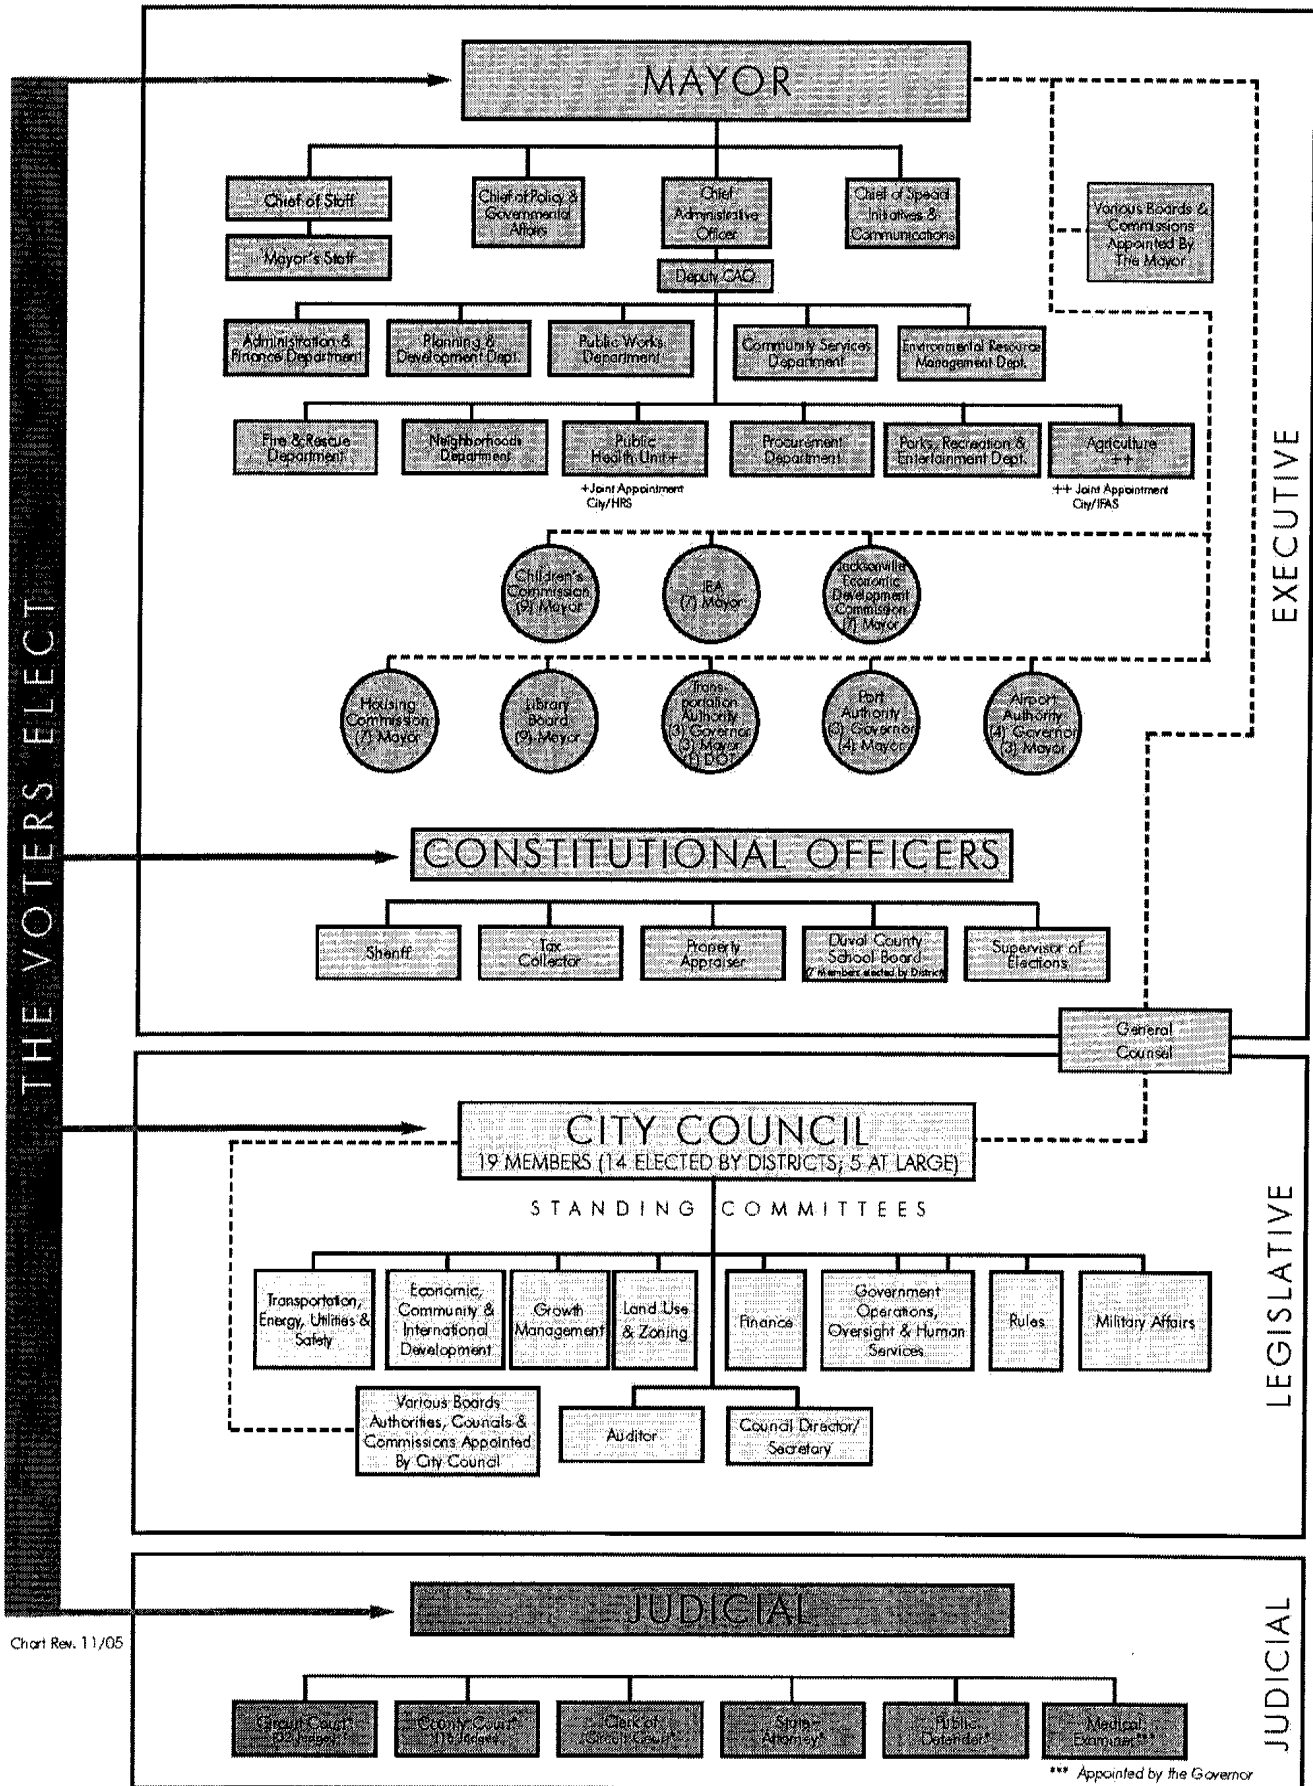 THE VOTERS ELECT
MAYOR
Chief of Staff
Mayor's Staff
Chief of Policy &
Governmental
Affairs
Chief
Administrative
Officer
Deputy CAO
Chief of Special
Initiatives &
Communications
Various Boards &
Commissions
Appointed By
The Mayor
Administration &
Finance Department
Planning &
Development Dept.
Public Works
Department
Community Services
Department
Environmental Resource
Management Dept.
Fire & Rescue
Department
Neighborhoods
Department
Public
Health Unit+
Procurement
Department
Parks, Recreation &
Entertainment Dept.
Agriculture
++
+Joint Appointment
City/HRS
++ Joint Appointment
City/IFAS
Children's
Commission
(9) Mayor
JEA
(7) Mayor
Jacksonville
Economic
Development
Commission
(7) Mayor
Housing
Commission
(7) Mayor
Library
Board
(9) Mayor
Trans-
portation
Authority
(3) Governor
(3) Mayor
(1) DOT
Port
Authority
(3) Governor
(4) Mayor
Airport
Authority
(4) Governor
(3) Mayor
EXECUTIVE
CONSTITUTIONAL OFFICERS
Sheriff
Tax
Collector
Property
Appraiser
Duval County
School Board
(7 members elected by District)
Supervisor of
Elections
General
Counsel
CITY COUNCIL
19 MEMBERS (14 ELECTED BY DISTRICTS; 5 AT LARGE)
STANDING COMMITTEES
Transportation,
Energy, Utilities &
Safety
Economic,
Community &
International
Development
Growth
Management
Land Use
& Zoning
Finance
Government
Operations,
Oversight & Human
Services
Rules
Military Affairs
Various Boards
Authorities, Councils &
Commissions Appointed
By City Council
Auditor
Council Director/
Secretary
LEGISLATIVE
JUDICIAL
Chart Rev. 11/05
Circuit Court*
County Court*
Clerk of
Circuit Court*
State
Attorney*
Public
Defender*
Medical
Examiner***
*** Appointed by the Governor
JUDICIAL